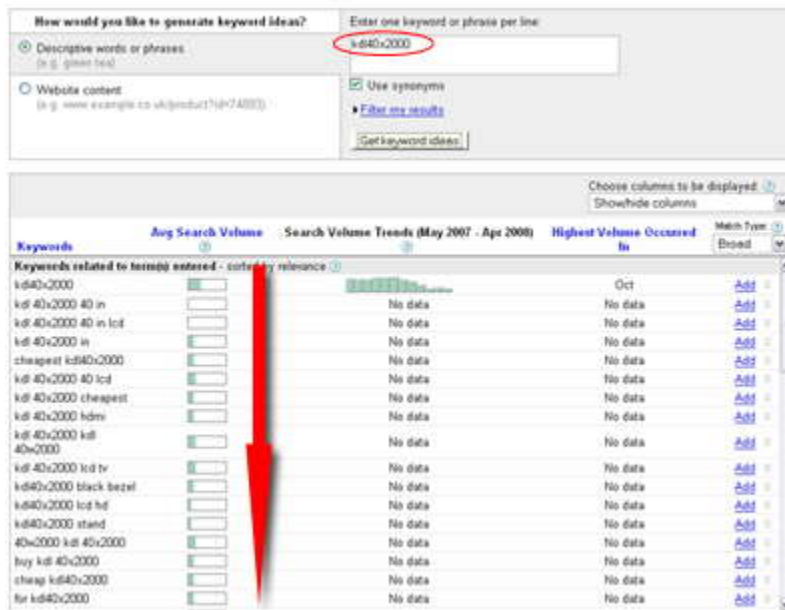 How would you like to generate keyword ideas?
Descriptive words or phrases
(e.g. green tea)
Website content
(e.g. www.example.co.uk/product?id=74893)
Enter one keyword or phrase per line:
kdl40x2000
Use synonyms
Filter my results
Get keyword ideas
Choose columns to be displayed: ?
Show/hide columns
Keywords Avg Search Volume ? Search Volume Trends (May 2007 - Apr 2008) ? Highest Volume Occurred In Match Type: ? Broad
Keywords related to term(s) entered - sorted by relevance ?
kdl40x2000 Oct Add
kdl 40x2000 40 in No data No data Add
kdl 40x2000 40 in lcd No data No data Add
kdl 40x2000 in No data No data Add
cheapest kdl40x2000 No data No data Add
kdl 40x2000 40 lcd No data No data Add
kdl 40x2000 cheapest No data No data Add
kdl 40x2000 hdmi No data No data Add
kdl 40x2000 kdl
40w2000 No data No data Add
kdl 40x2000 lcd tv No data No data Add
kdl40x2000 black bezel No data No data Add
kdl40x2000 lcd hd No data No data Add
kdl40x2000 stand No data No data Add
40w2000 kdl 40x2000 No data No data Add
buy kdl 40x2000 No data No data Add
cheap kdl40x2000 No data No data Add
for kdl40x2000 No data No data Add